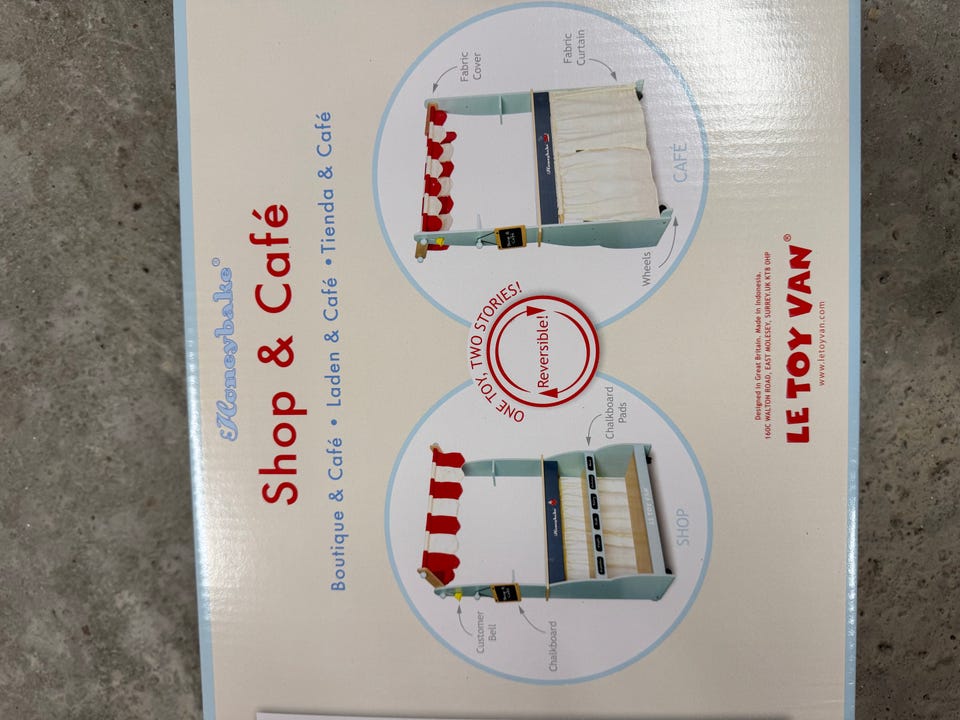 Honeybake®
Shop & Café
Boutique & Café • Laden & Café • Tienda & Café
ONE TOY, TWO STORIES!
Reversible!
Customer
Bell
Chalkboard
Chalkboard
Pads
SHOP
Fabric
Cover
Fabric
Curtain
Wheels
CAFÉ
Honeybake
Honeybake
Designed in Great Britain. Made in Indonesia.
160C WALTON ROAD, EAST MOLESEY, SURREY, UK KT8 0HP
LE TOY VAN®
www.letoyvan.com